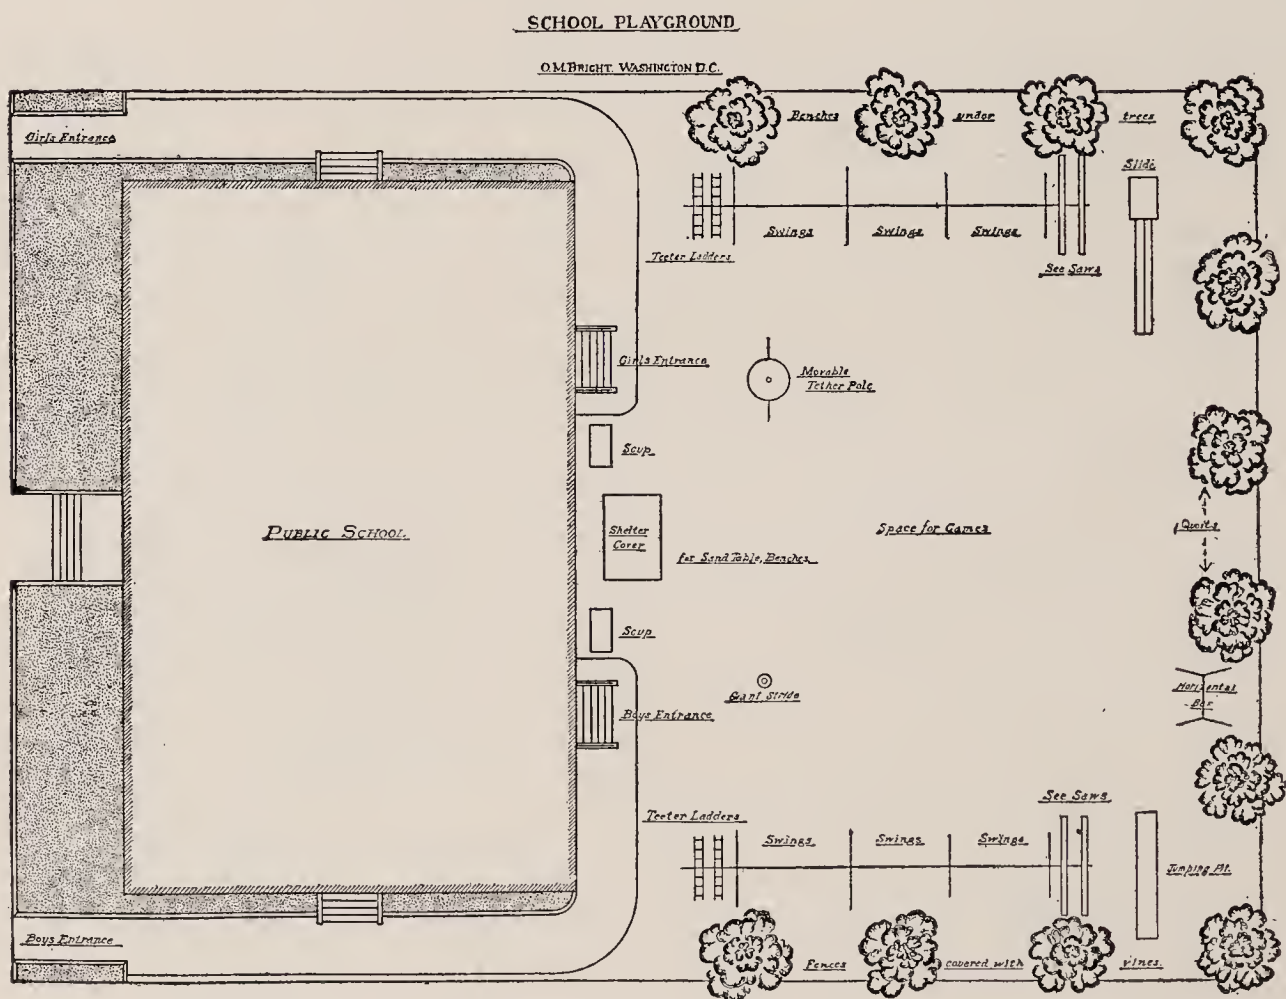 SCHOOL PLAYGROUND
O.M. BRIGHT. WASHINGTON D.C.
Girls Entrance
Benches under trees
Slide
Swings Swings Swings
Teeter Ladders
See Saws
Girls Entrance
Movable
Tether Pole
Scup
Public School
Shelter
Cover
for Sand Table, Benches.
Space for Games
Quoits
Scup
Giant Stride
Horizontal
Bar
Boys Entrance
See Saws
Teeter Ladders
Swings Swings Swings
Jumping Pit.
Boys Entrance
Fences covered with vines.